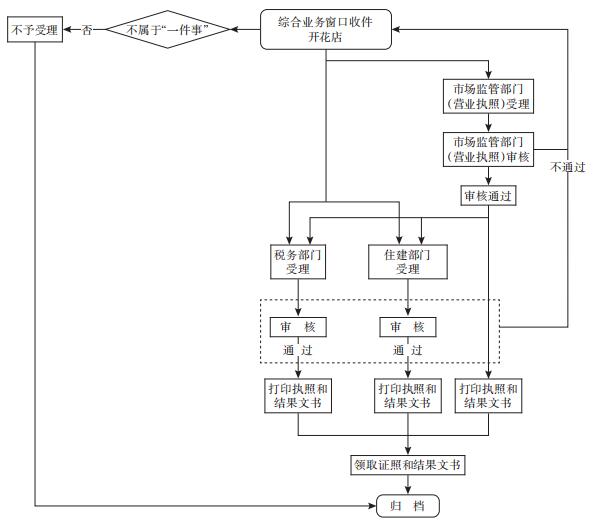 不予受理
否
不属于“一件事”
综合业务窗口收件
开花店
市场监管部门
(营业执照)受理
市场监管部门
(营业执照)审核
不通过
审核通过
税务部门
受理
住建部门
受理
审 核
审 核
通 过
通 过
打印执照和
结果文书
打印执照和
结果文书
打印执照和
结果文书
领取证照和结果文书
归 档